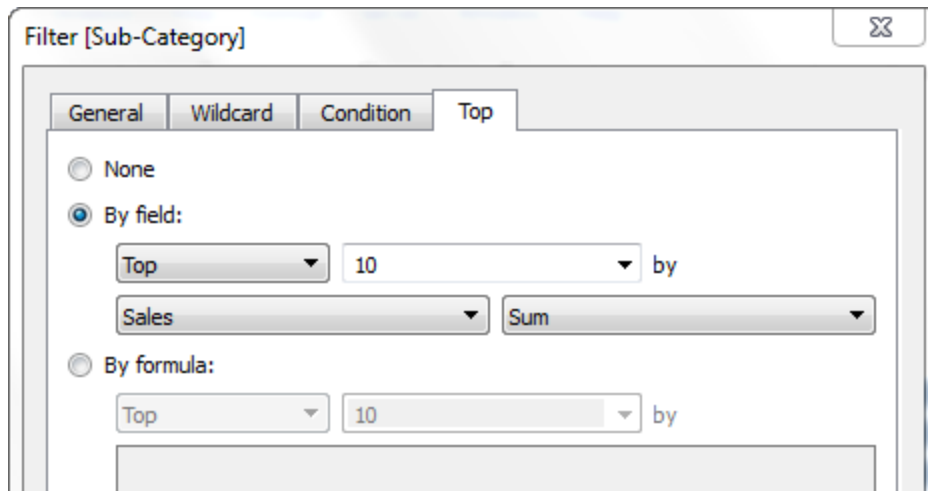 Filter [Sub-Category]
General Wildcard Condition Top
None
By field:
Top 10 by
Sales Sum
By formula:
Top 10 by